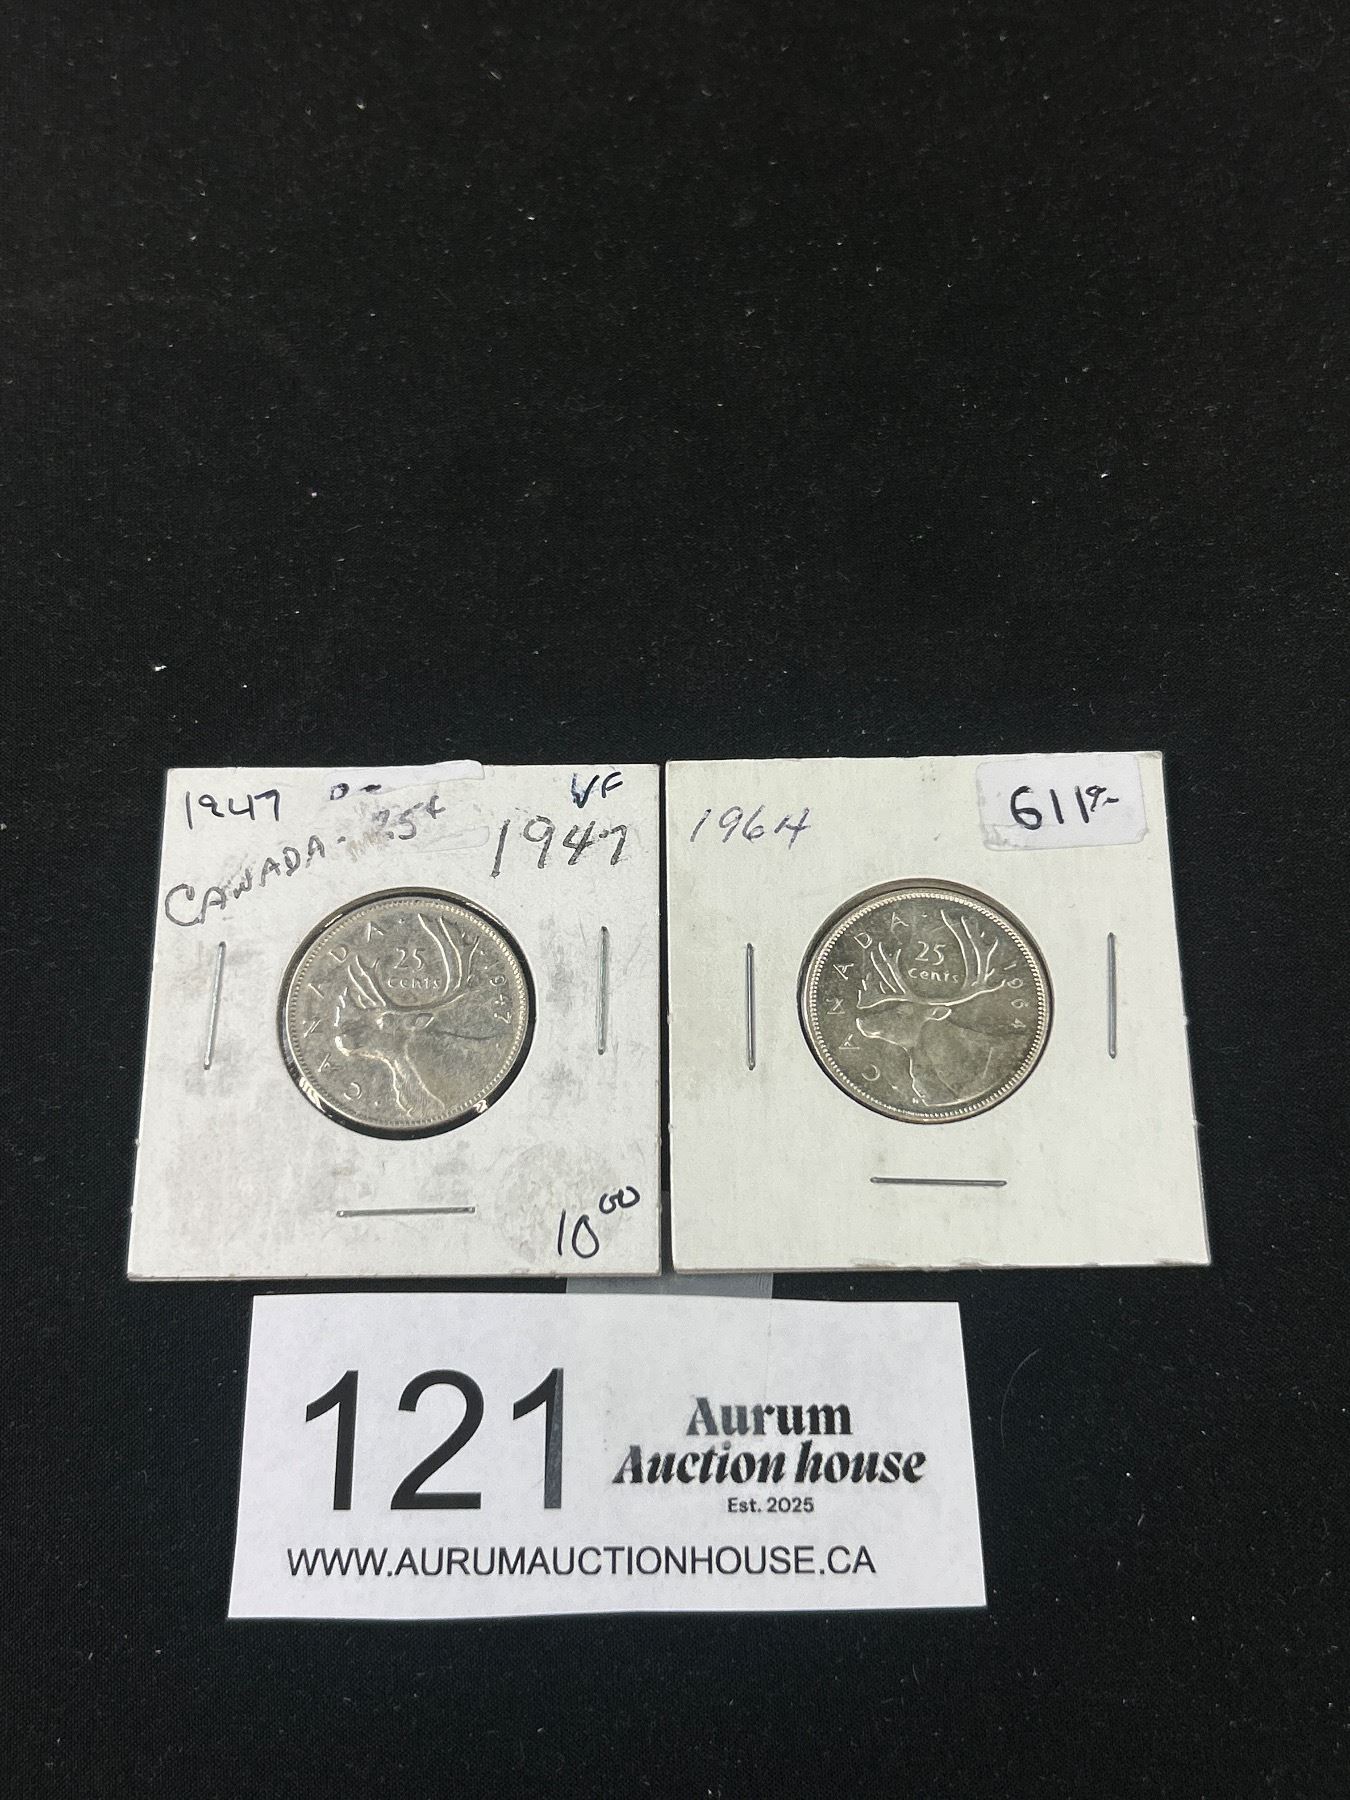 1947 VF
CANADA - 25¢ 1947
CANADA
25
cents
1947
10.00
1964
CANADA
25
cents
1964
121
Aurum
Auction house
Est. 2025
WWW.AURUMAUCTIONHOUSE.CA